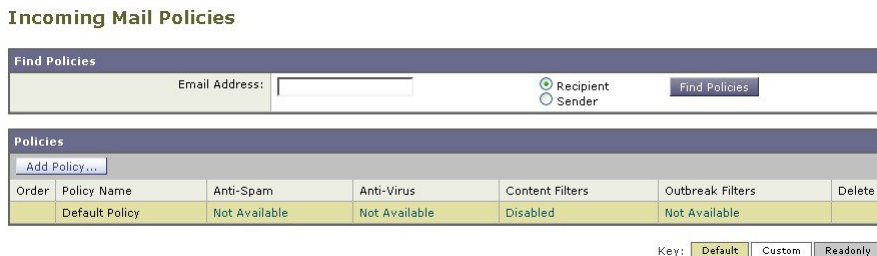 Incoming Mail Policies
Find Policies
Email Address: Recipient Find Policies
Sender
Policies
Add Policy...
Order Policy Name Anti-Spam Anti-Virus Content Filters Outbreak Filters Delete
Default Policy Not Available Not Available Disabled Not Available
Key: Default Custom Readonly